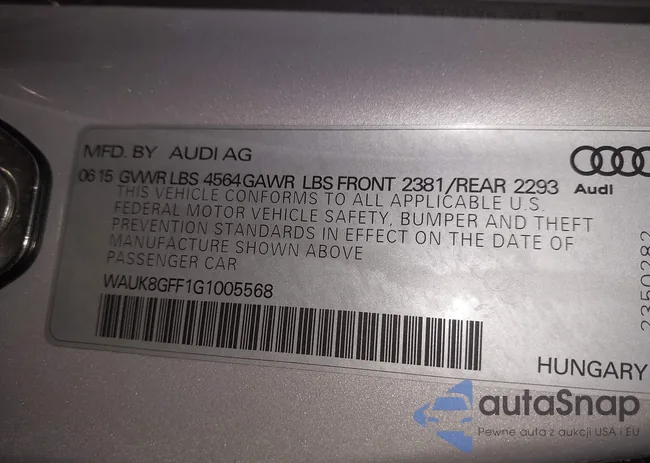 MFD. BY AUDI AG
Audi
06 15 GVWR LBS 4564 GAWR LBS FRONT 2381/REAR 2293
THIS VEHICLE CONFORMS TO ALL APPLICABLE U.S.
FEDERAL MOTOR VEHICLE SAFETY, BUMPER AND THEFT
PREVENTION STANDARDS IN EFFECT ON THE DATE OF
MANUFACTURE SHOWN ABOVE
PASSENGER CAR
WAUK8GFF1G1005568
HUNGARY
autaSnap
Pewne auta z aukcji USA i EU